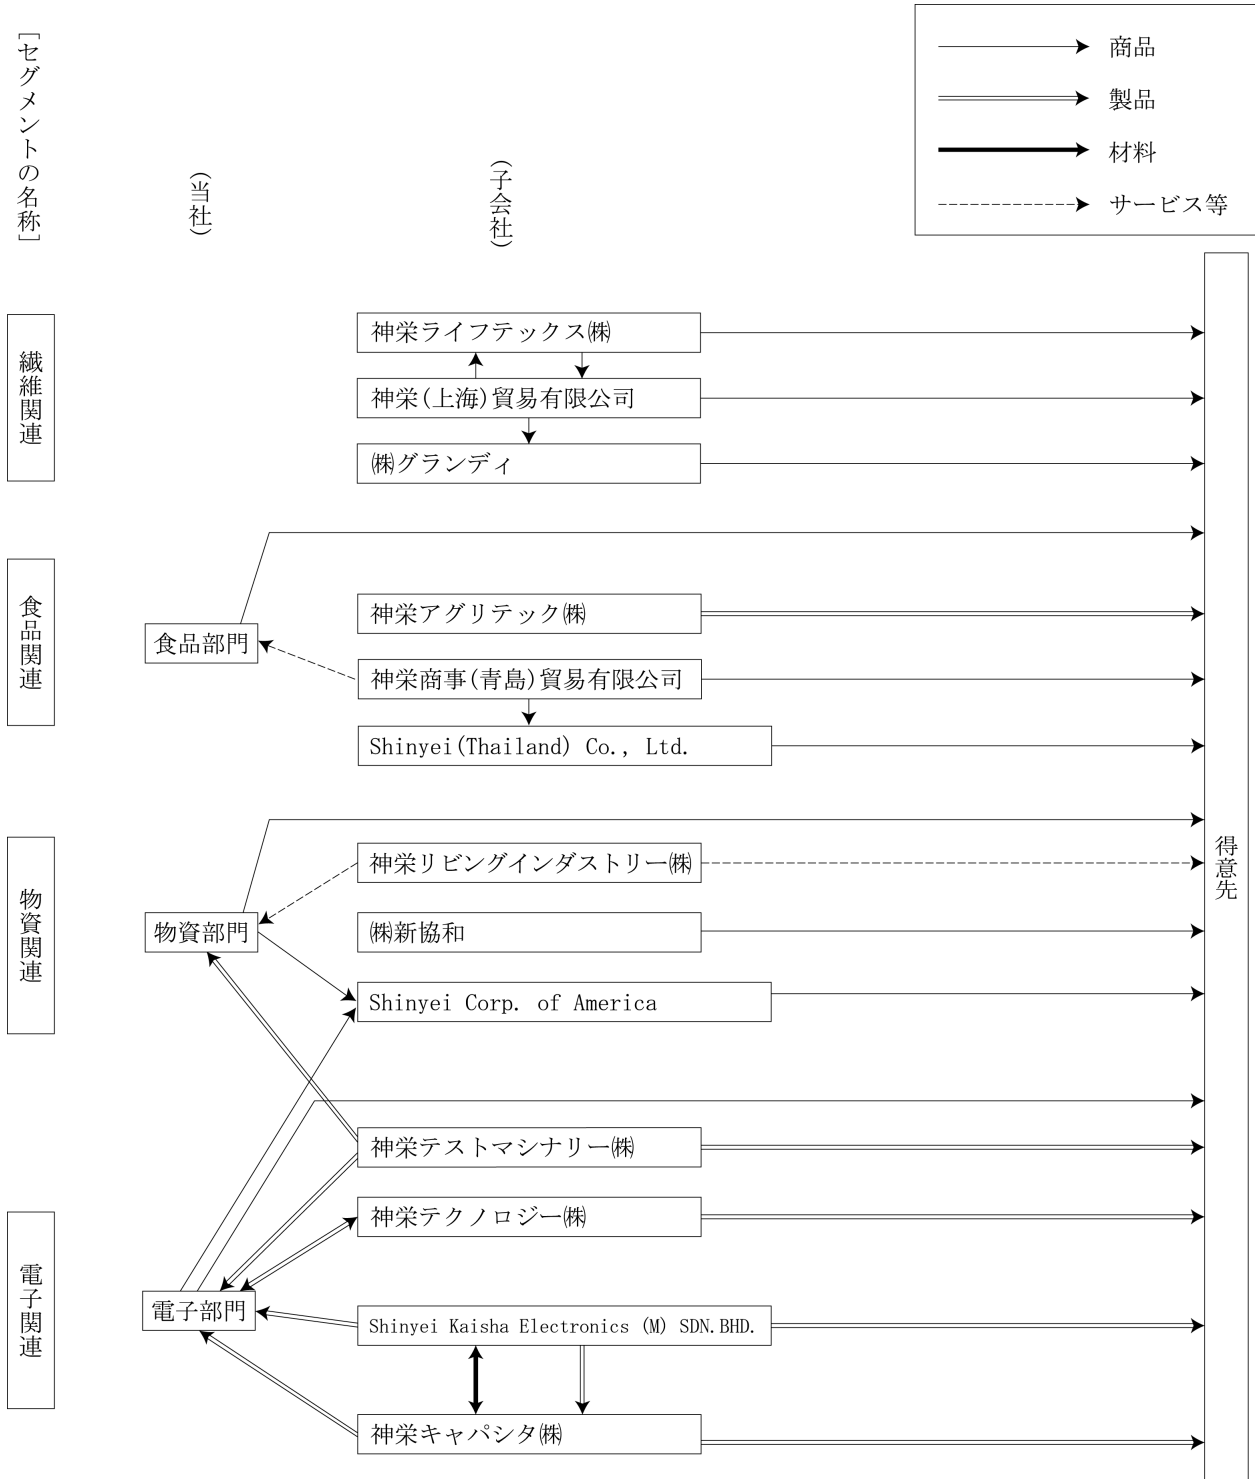 [セグメントの名称]
(当社)
(子会社)
商品
製品
材料
サービス等
繊維関連
神栄ライフテックス㈱
神栄(上海)貿易有限公司
㈱グランディ
食品関連
食品部門
神栄アグリテック㈱
神栄商事(青島)貿易有限公司
Shinyei(Thailand) Co., Ltd.
物資関連
物資部門
神栄リビングインダストリー㈱
㈱新協和
Shinyei Corp. of America
得意先
神栄テストマシナリー㈱
神栄テクノロジー㈱
電子関連
電子部門
Shinyei Kaisha Electronics (M) SDN.BHD.
神栄キャパシタ㈱